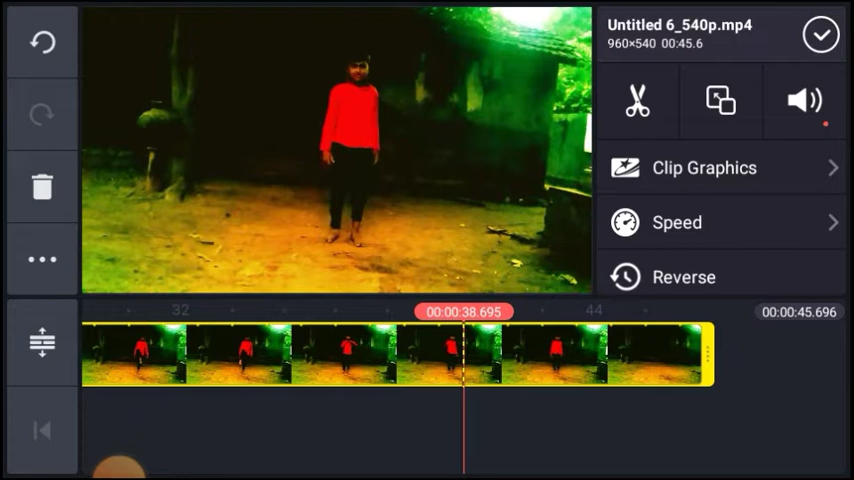 Untitled 6_540p.mp4
960×540 00:45.6
Clip Graphics
Speed
Reverse
32
00:00:38.695
44
00:00:45.696